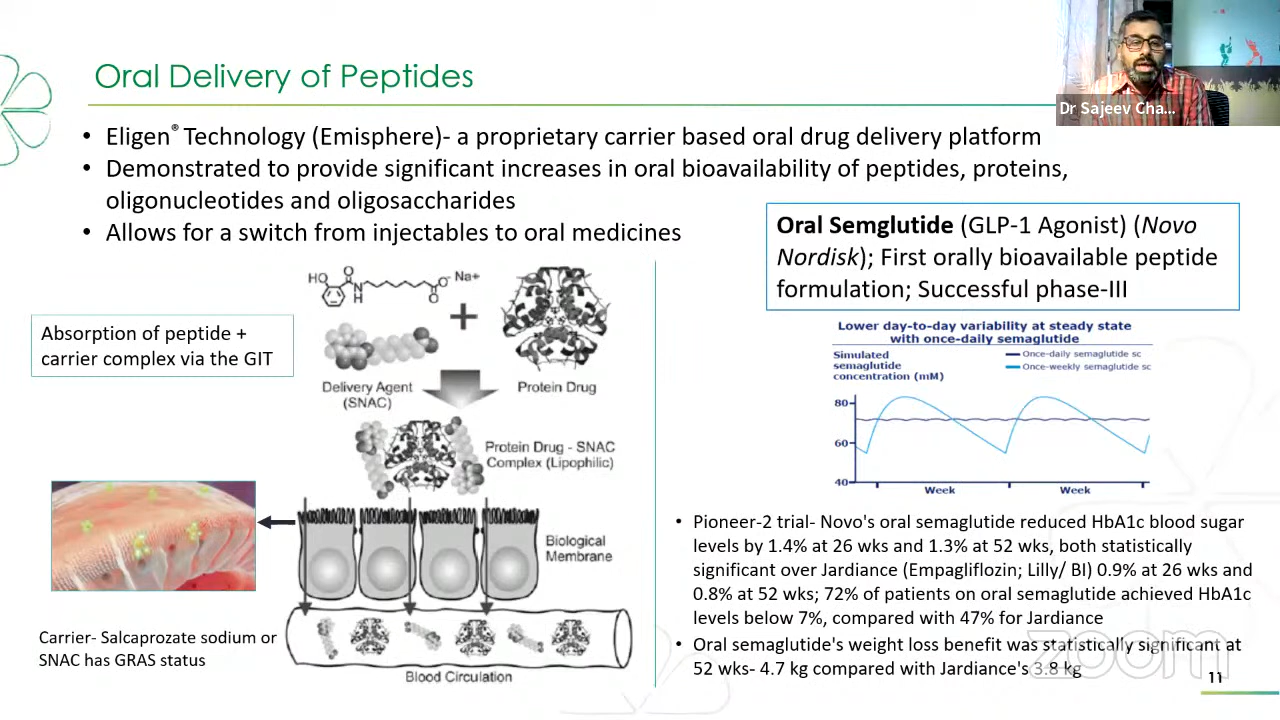 Oral Delivery of Peptides
Dr Sajeev Cha...
• Eligen® Technology (Emisphere)- a proprietary carrier based oral drug delivery platform
• Demonstrated to provide significant increases in oral bioavailability of peptides, proteins,
oligonucleotides and oligosaccharides
• Allows for a switch from injectables to oral medicines
Oral Semglutide (GLP-1 Agonist) (Novo
Nordisk); First orally bioavailable peptide
formulation; Successful phase-III
Absorption of peptide +
carrier complex via the GIT
HO
O
N
H
O
O⁻ Na+
+
Delivery Agent
(SNAC)
Protein Drug
Protein Drug - SNAC
Complex (Lipophilic)
Biological
Membrane
Blood Circulation
Carrier- Salcaprozate sodium or
SNAC has GRAS status
Lower day-to-day variability at steady state
with once-daily semaglutide
Simulated
semaglutide
concentration (mM)
Once-daily semaglutide sc
Once-weekly semaglutide sc
80
60
40
Week
Week
• Pioneer-2 trial- Novo's oral semaglutide reduced HbA1c blood sugar
levels by 1.4% at 26 wks and 1.3% at 52 wks, both statistically
significant over Jardiance (Empagliflozin; Lilly/ BI) 0.9% at 26 wks and
0.8% at 52 wks; 72% of patients on oral semaglutide achieved HbA1c
levels below 7%, compared with 47% for Jardiance
• Oral semaglutide's weight loss benefit was statistically significant at
52 wks- 4.7 kg compared with Jardiance's 3.8 kg
zoom
11